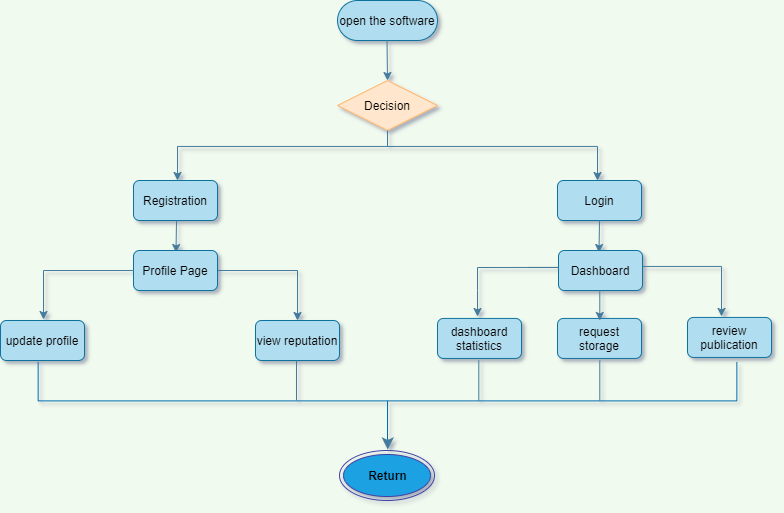 open the software
Decision
Registration
Login
Profile Page
Dashboard
update profile
view reputation
dashboard
statistics
request
storage
review
publication
Return